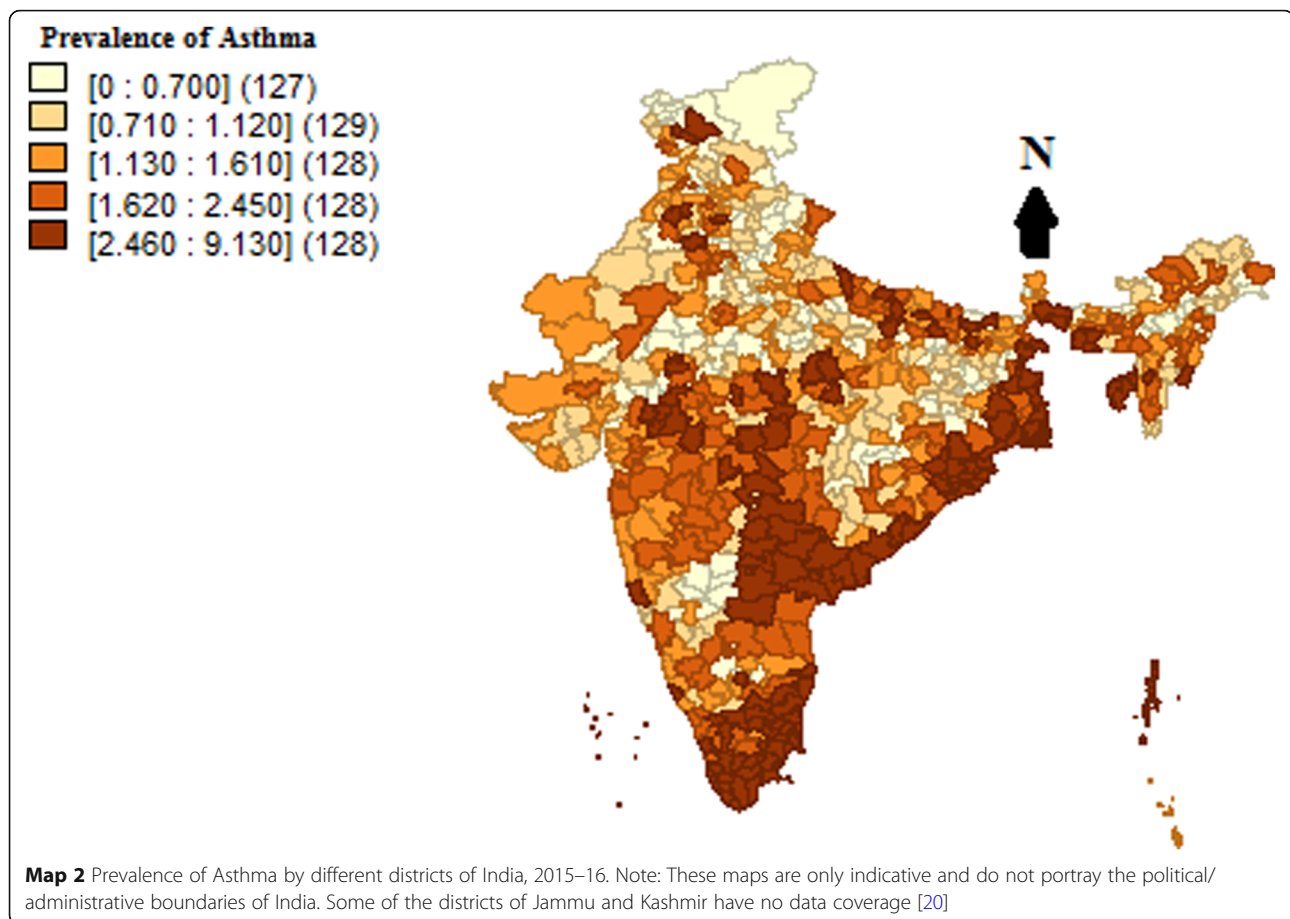 Prevalence of Asthma
[0 : 0.700] (127)
[0.710 : 1.120] (129)
[1.130 : 1.610] (128)
[1.620 : 2.450] (128)
[2.460 : 9.130] (128)
N
Map 2 Prevalence of Asthma by different districts of India, 2015–16. Note: These maps are only indicative and do not portray the political/
administrative boundaries of India. Some of the districts of Jammu and Kashmir have no data coverage [20]